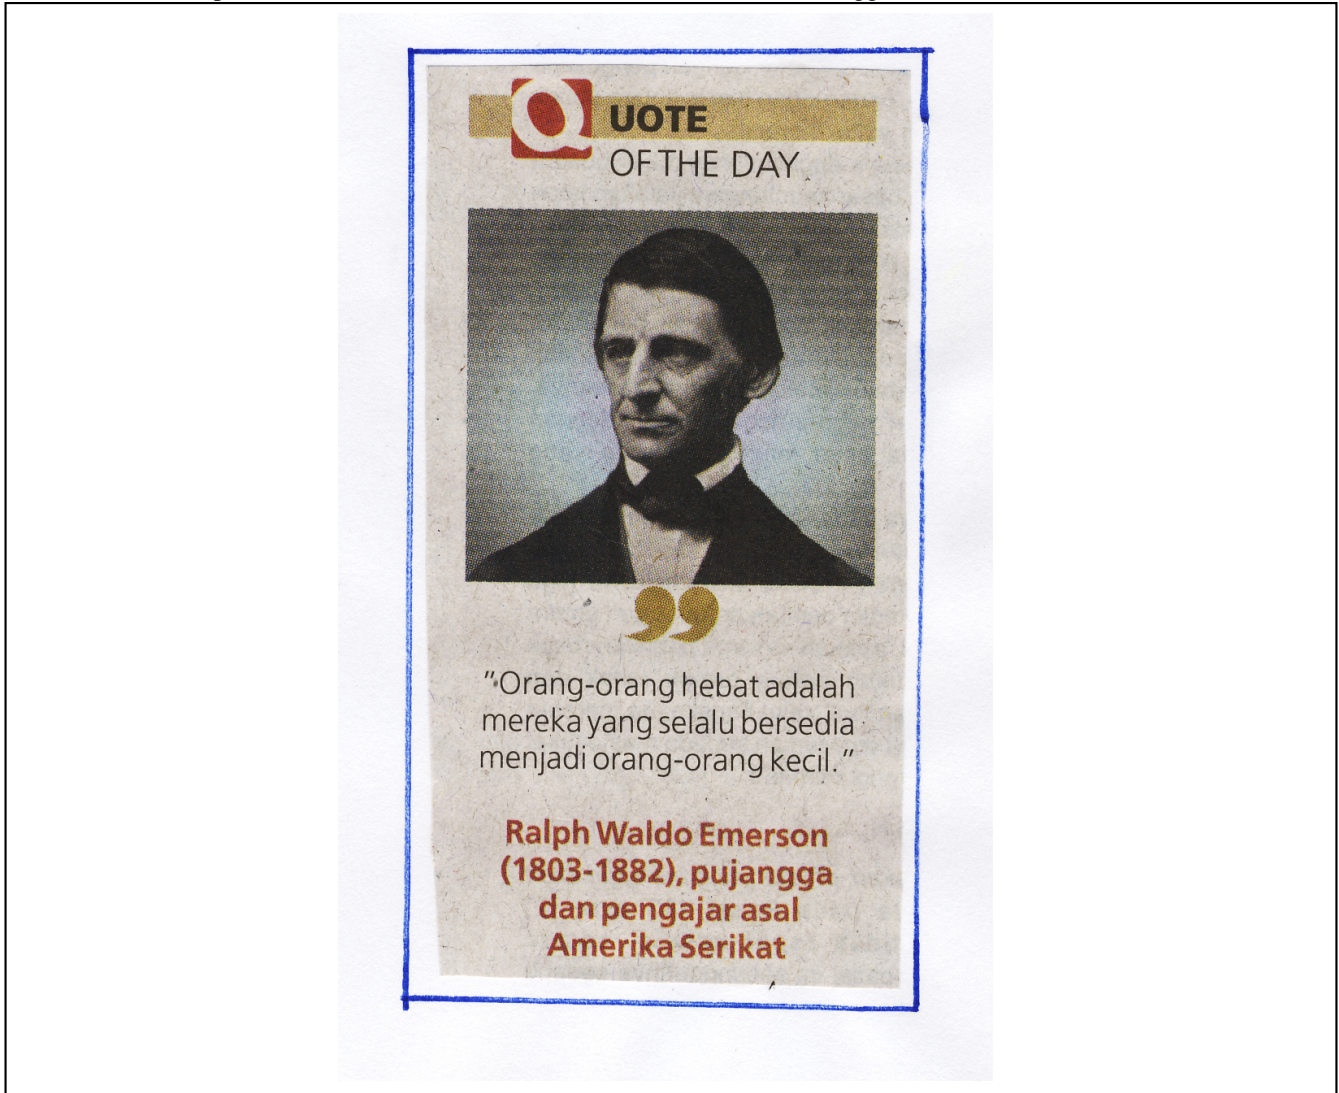 QUOTE
OF THE DAY
"Orang-orang hebat adalah
mereka yang selalu bersedia
menjadi orang-orang kecil."
Ralph Waldo Emerson
(1803-1882), pujangga
dan pengajar asal
Amerika Serikat